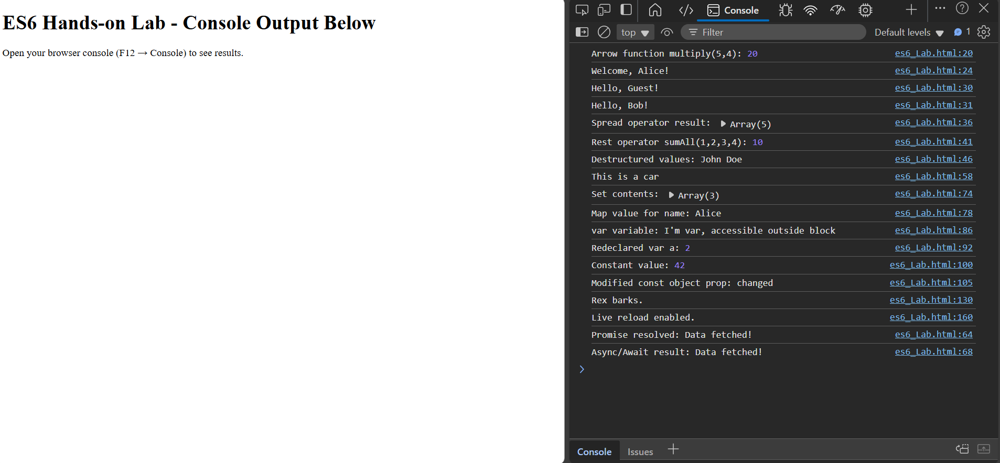 ES6 Hands-on Lab - Console Output Below
Open your browser console (F12 → Console) to see results.
Console
top
Filter
Default levels
1
Arrow function multiply(5,4): 20 es6_Lab.html:20
Welcome, Alice! es6_Lab.html:24
Hello, Guest! es6_Lab.html:30
Hello, Bob! es6_Lab.html:31
Spread operator result: ▶ Array(5) es6_Lab.html:36
Rest operator sumAll(1,2,3,4): 10 es6_Lab.html:41
Destructured values: John Doe es6_Lab.html:46
This is a car es6_Lab.html:58
Set contents: ▶ Array(3) es6_Lab.html:74
Map value for name: Alice es6_Lab.html:78
var variable: I'm var, accessible outside block es6_Lab.html:86
Redeclared var a: 2 es6_Lab.html:92
Constant value: 42 es6_Lab.html:100
Modified const object prop: changed es6_Lab.html:105
Rex barks. es6_Lab.html:130
Live reload enabled. es6_Lab.html:160
Promise resolved: Data fetched! es6_Lab.html:64
Async/Await result: Data fetched! es6_Lab.html:68
Console Issues